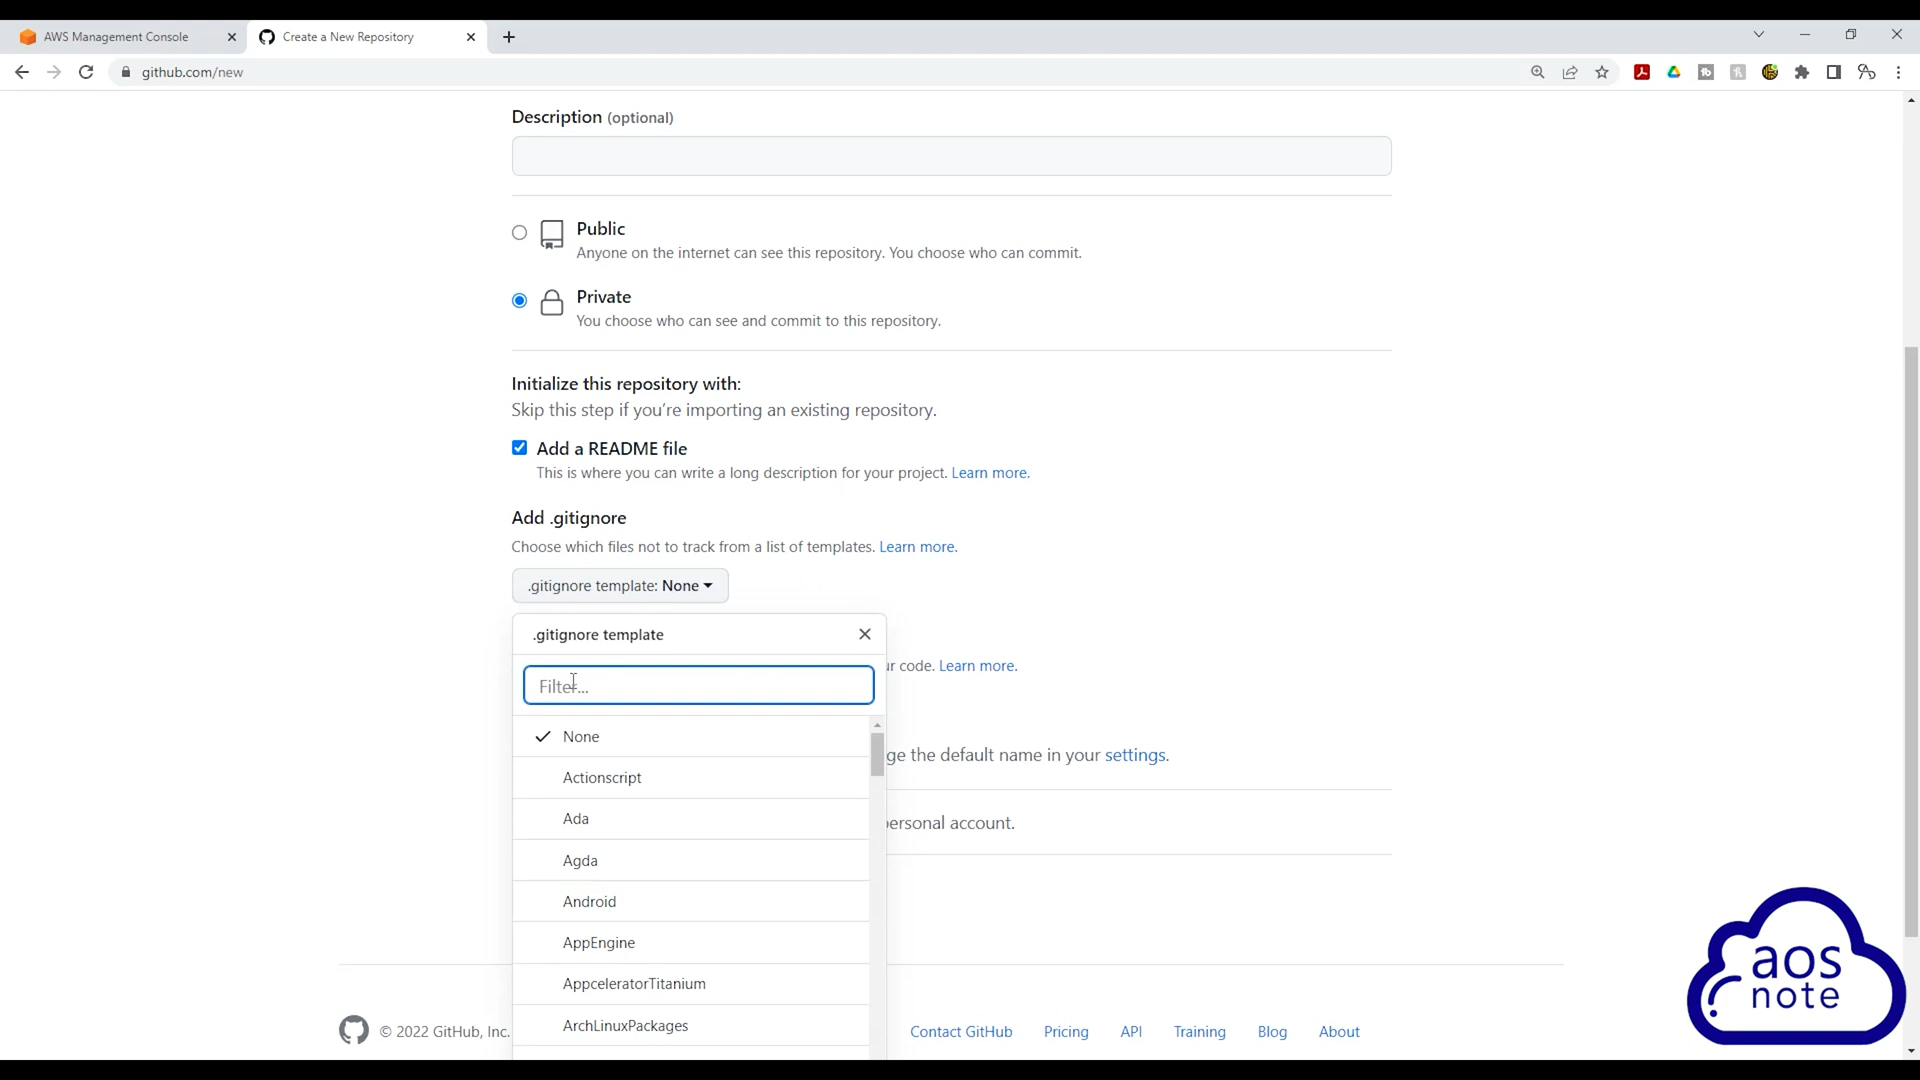 AWS Management Console
Create a New Repository
github.com/new
Description (optional)
Public
Anyone on the internet can see this repository. You choose who can commit.
Private
You choose who can see and commit to this repository.
Initialize this repository with:
Skip this step if you're importing an existing repository.
Add a README file
This is where you can write a long description for your project. Learn more.
Add .gitignore
Choose which files not to track from a list of templates. Learn more.
.gitignore template: None
.gitignore template
ur code. Learn more.
Filter...
None
ge the default name in your settings.
Actionscript
Ada
personal account.
Agda
Android
AppEngine
AppceleratorTitanium
ArchLinuxPackages
© 2022 GitHub, Inc.
Contact GitHub
Pricing
API
Training
Blog
About
aos
note